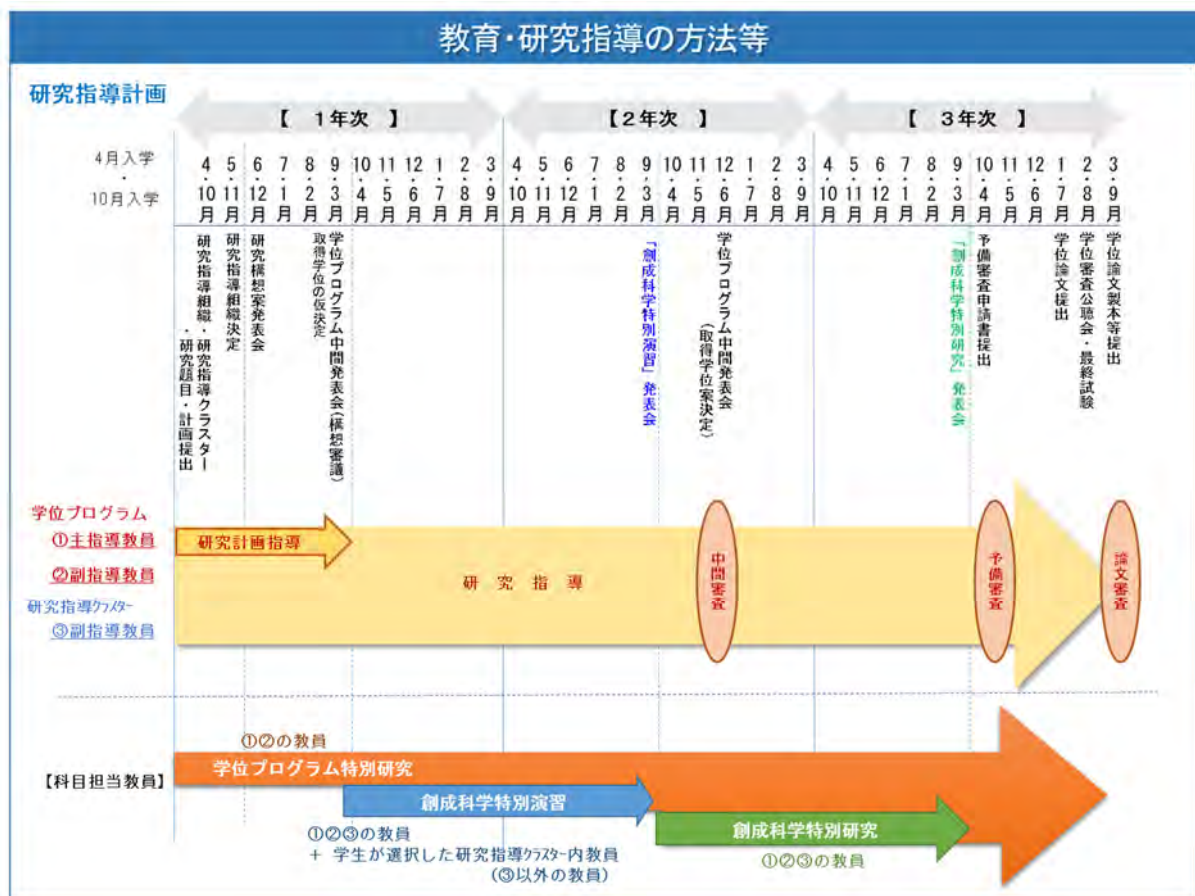 教育・研究指導の方法等
研究指導計画
【　１年次　】
【２年次　】
【　３年次　】
4月入学
・
10月入学
4・10月
5・11月
6・12月
7・1月
8・2月
9・3月
10・4月
11・5月
12・6月
1・7月
2・8月
3・9月
4・10月
5・11月
6・12月
7・1月
8・2月
9・3月
10・4月
11・5月
12・6月
1・7月
2・8月
3・9月
4・10月
5・11月
6・12月
7・1月
8・2月
9・3月
10・4月
11・5月
12・6月
1・7月
2・8月
3・9月
研究指導組織・研究指導クラスター
・研究題目・計画提出
研究指導組織決定
研究構想案発表会
学位プログラム中間発表会(構想審議)
取得学位の仮決定
「創成科学特別演習」発表会
学位プログラム中間発表会
(取得学位案決定)
「創成科学特別研究」発表会
予備審査申請書提出
学位論文提出
学位審査公聴会・最終試験
学位論文製本等提出
学位プログラム
①主指導教員
②副指導教員
研究指導クラスター
③副指導教員
研究計画指導
研　究　指　導
中間審査
予備審査
論文審査
①②の教員
【科目担当教員】
学位プログラム特別研究
創成科学特別演習
①②③の教員
＋ 学生が選択した研究指導クラスター内教員
(③以外の教員)
創成科学特別研究
①②③の教員